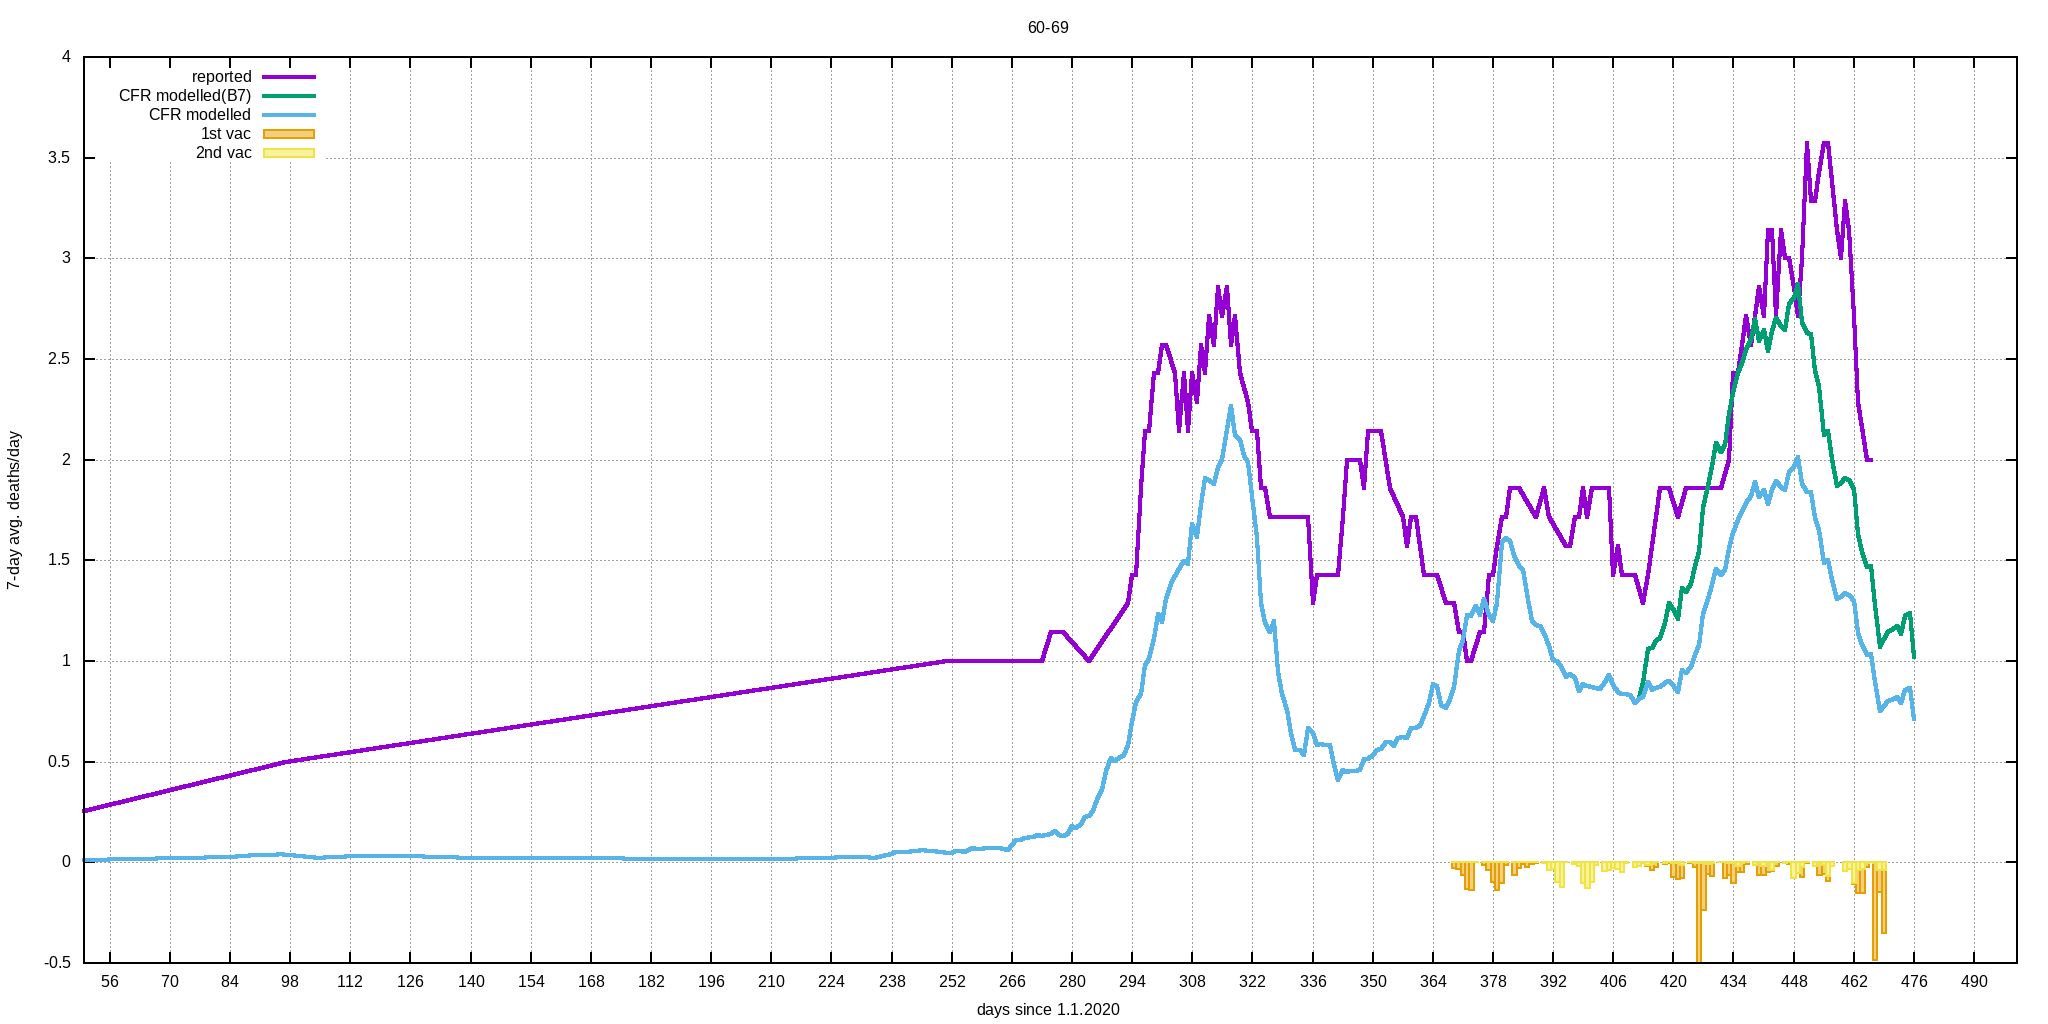 60-69
4
3.5
3
2.5
2
1.5
1
0.5
0
-0.5
reported
CFR modelled(B7)
CFR modelled
1st vac
2nd vac
7-day avg. deaths/day
56 70 84 98 112 126 140 154 168 182 196 210 224 238 252 266 280 294 308 322 336 350 364 378 392 406 420 434 448 462 476 490
days since 1.1.2020